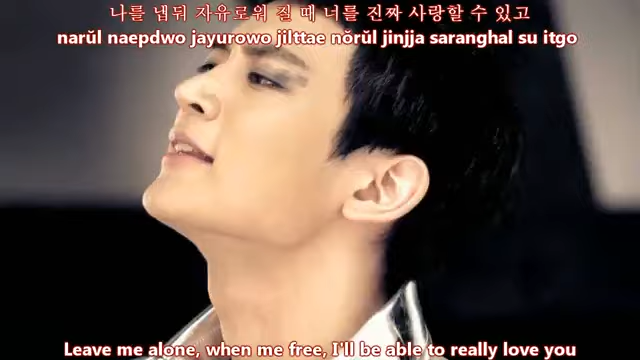 나를 냅둬 자유로워 질 때 너를 진짜 사랑할 수 있고
narŭl naepdwo jayurowo jilttae nŏrŭl jinjja saranghal su itgo
Leave me alone, when me free, I'll be able to really love you